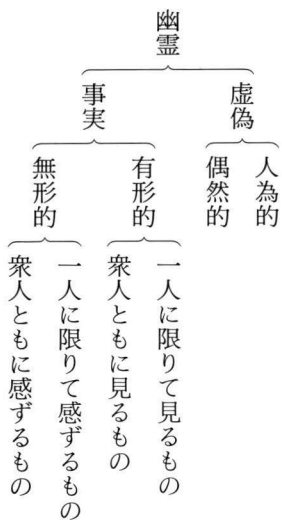 幽霊
虚偽
人為的
偶然的
事実
有形的
一人に限りて見るもの
衆人ともに見るもの
無形的
一人に限りて感ずるもの
衆人ともに感ずるもの